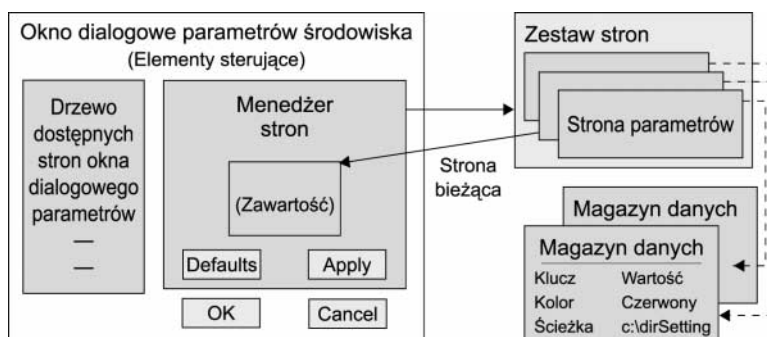 Okno dialogowe parametrów środowiska
(Elementy sterujące)
Drzewo
dostępnych
stron okna
dialogowego
parametrów
—
—
Menedżer
stron
(Zawartość)
Defaults
Apply
OK
Cancel
Zestaw stron
Strona parametrów
Strona
bieżąca
Magazyn danych
Magazyn danych
Klucz Wartość
Kolor Czerwony
Ścieżka c:\dirSetting